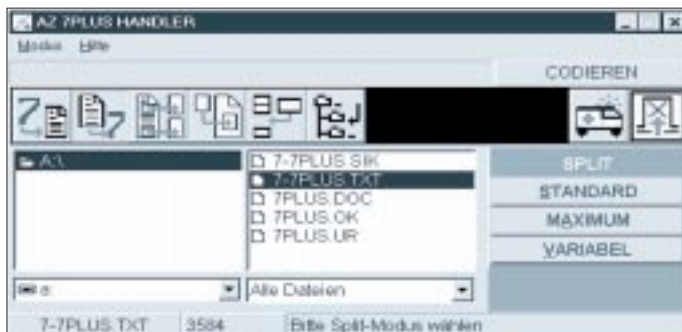 AZ 7PLUS HANDLER
Modus Hilfe
CODIEREN
A:\
7-7PLUS.SIK
7-7PLUS.TXT
7PLUS.DOC
7PLUS.OK
7PLUS.UR
SPLIT
STANDARD
MAXIMUM
VARIABEL
a:
Alle Dateien
7-7PLUS.TXT 3584 Bitte Split-Modus wählen